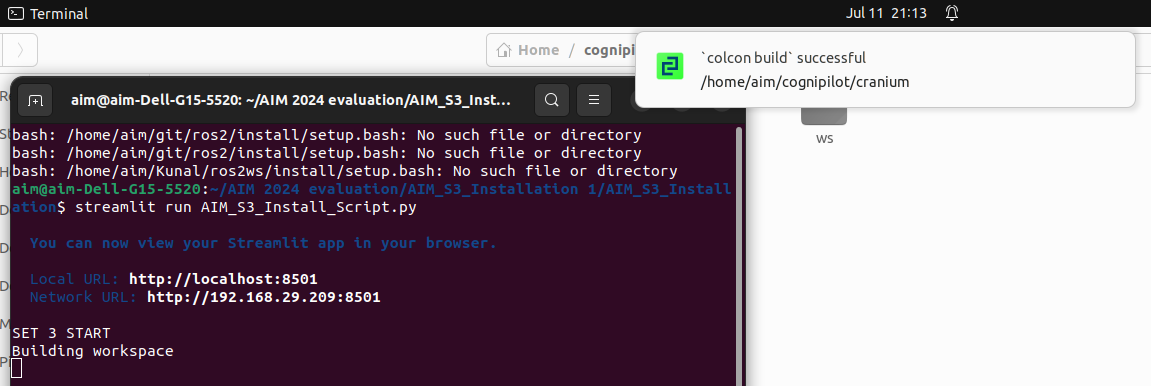 Terminal
Jul 11 21:13
Home / cognipi
`colcon build` successful
/home/aim/cognipilot/cranium
ws
aim@aim-Dell-G15-5520: ~/AIM 2024 evaluation/AIM_S3_Inst...
bash: /home/aim/git/ros2/install/setup.bash: No such file or directory
bash: /home/aim/git/ros2/install/setup.bash: No such file or directory
bash: /home/aim/Kunal/ros2ws/install/setup.bash: No such file or directory
aim@aim-Dell-G15-5520:~/AIM 2024 evaluation/AIM_S3_Installation 1/AIM_S3_Install
ation$ streamlit run AIM_S3_Install_Script.py
You can now view your Streamlit app in your browser.
Local URL: http://localhost:8501
Network URL: http://192.168.29.209:8501
SET 3 START
Building workspace